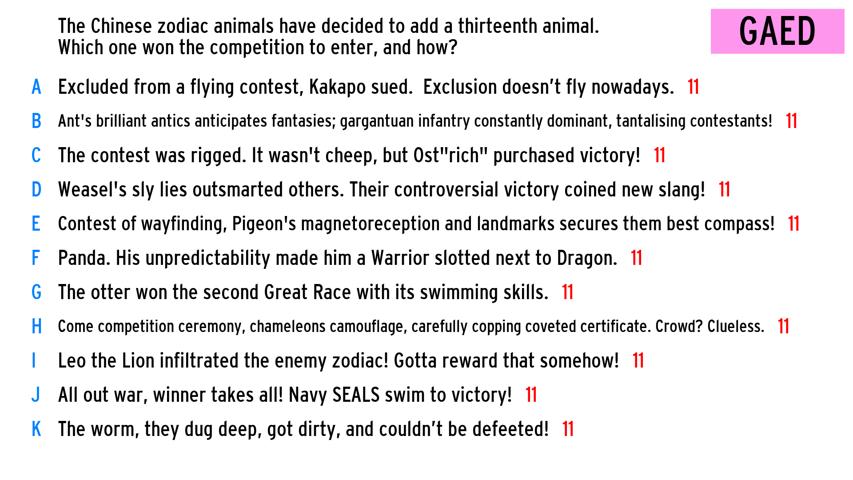 The Chinese zodiac animals have decided to add a thirteenth animal.
Which one won the competition to enter, and how?
GAED
A Excluded from a flying contest, Kakapo sued. Exclusion doesn't fly nowadays. 11
B Ant's brilliant antics anticipates fantasies; gargantuan infantry constantly dominant, tantalising contestants! 11
C The contest was rigged. It wasn't cheep, but Ost"rich" purchased victory! 11
D Weasel's sly lies outsmarted others. Their controversial victory coined new slang! 11
E Contest of wayfinding, Pigeon's magnetoreception and landmarks secures them best compass! 11
F Panda. His unpredictability made him a Warrior slotted next to Dragon. 11
G The otter won the second Great Race with its swimming skills. 11
H Come competition ceremony, chameleons camouflage, carefully copping coveted certificate. Crowd? Clueless. 11
I Leo the Lion infiltrated the enemy zodiac! Gotta reward that somehow! 11
J All out war, winner takes all! Navy SEALS swim to victory! 11
K The worm, they dug deep, got dirty, and couldn't be defeeted! 11